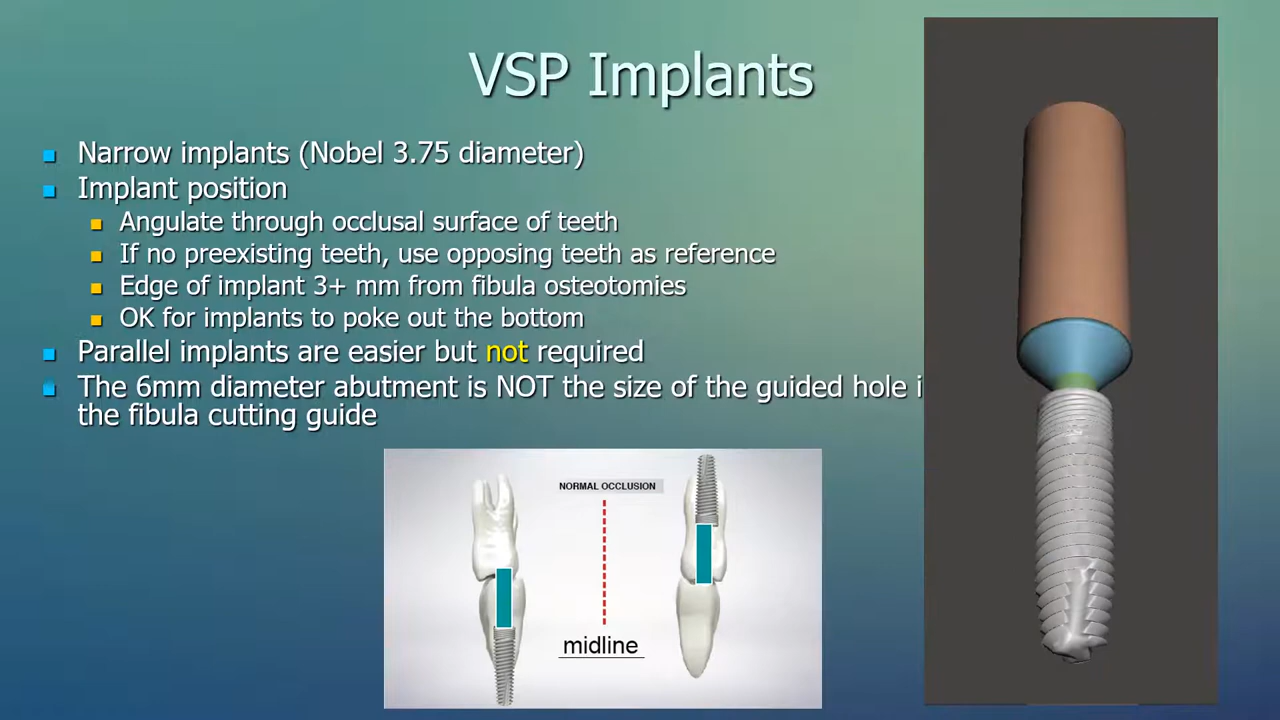 VSP Implants
Narrow implants (Nobel 3.75 diameter)
Implant position
Angulate through occlusal surface of teeth
If no preexisting teeth, use opposing teeth as reference
Edge of implant 3+ mm from fibula osteotomies
OK for implants to poke out the bottom
Parallel implants are easier but not required
The 6mm diameter abutment is NOT the size of the guided hole
the fibula cutting guide
NORMAL OCCLUSION
midline